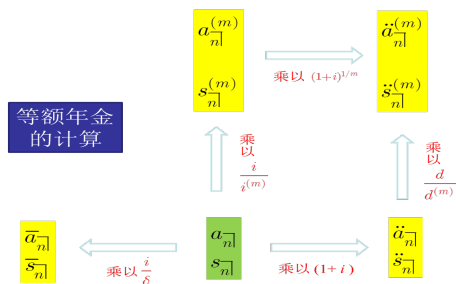 a_{n⌉}^{(m)}
s_{n⌉}^{(m)}
乘以 (1+i)^{1/m}
ä_{n⌉}^{(m)}
s̈_{n⌉}^{(m)}
等额年金
的计算
乘
以
i
i^{(m)}
乘
以
d
d^{(m)}
a̅_{n⌉}
s̅_{n⌉}
乘以 i/δ
a_{n⌉}
s_{n⌉}
乘以(1+i)
ä_{n⌉}
s̈_{n⌉}